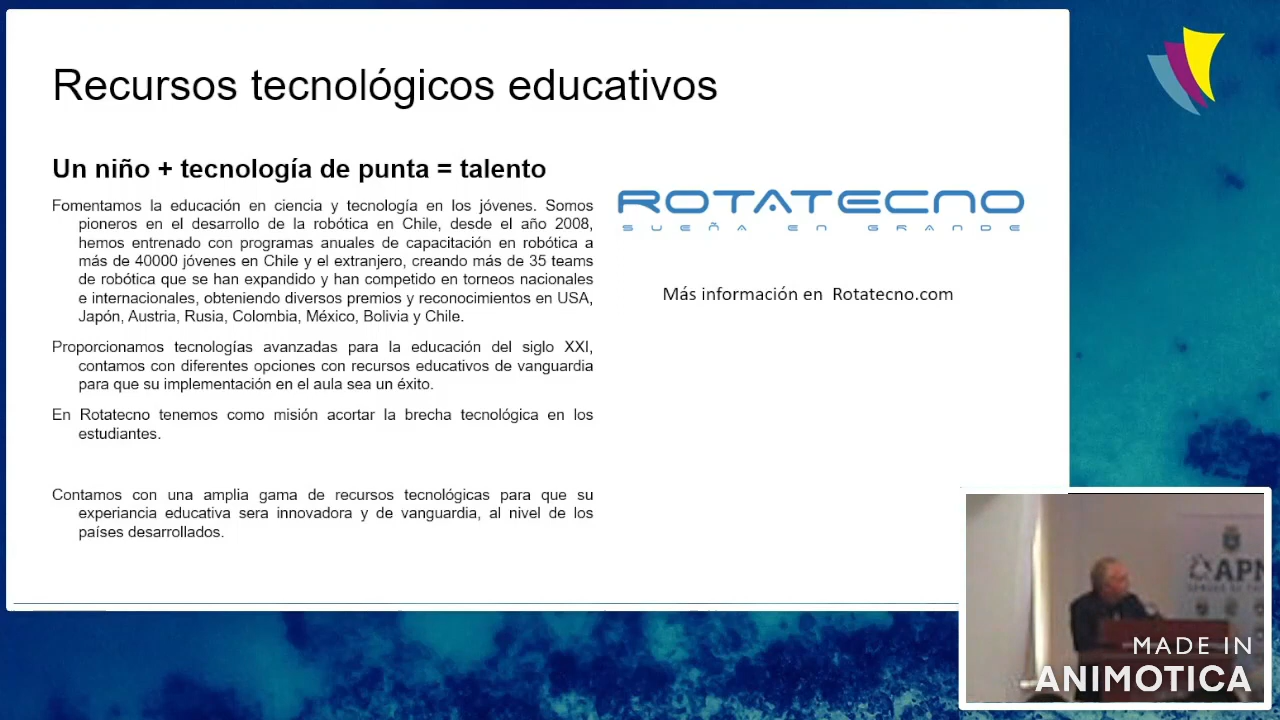 Recursos tecnológicos educativos
Un niño + tecnología de punta = talento
Fomentamos la educación en ciencia y tecnología en los jóvenes. Somos
pioneros en el desarrollo de la robótica en Chile, desde el año 2008,
hemos entrenado con programas anuales de capacitación en robótica a
más de 40000 jóvenes en Chile y el extranjero, creando más de 35 teams
de robótica que se han expandido y han competido en torneos nacionales
e internacionales, obteniendo diversos premios y reconocimientos en USA,
Japón, Austria, Rusia, Colombia, México, Bolivia y Chile.
Proporcionamos tecnologías avanzadas para la educación del siglo XXI,
contamos con diferentes opciones con recursos educativos de vanguardia
para que su implementación en el aula sea un éxito.
En Rotatecno tenemos como misión acortar la brecha tecnológica en los
estudiantes.
Contamos con una amplia gama de recursos tecnológicas para que su
experiancia educativa sera innovadora y de vanguardia, al nivel de los
países desarrollados.
ROTATECNO
SUEÑA EN GRANDE
Más información en Rotatecno.com
MADE IN
ANIMOTICA